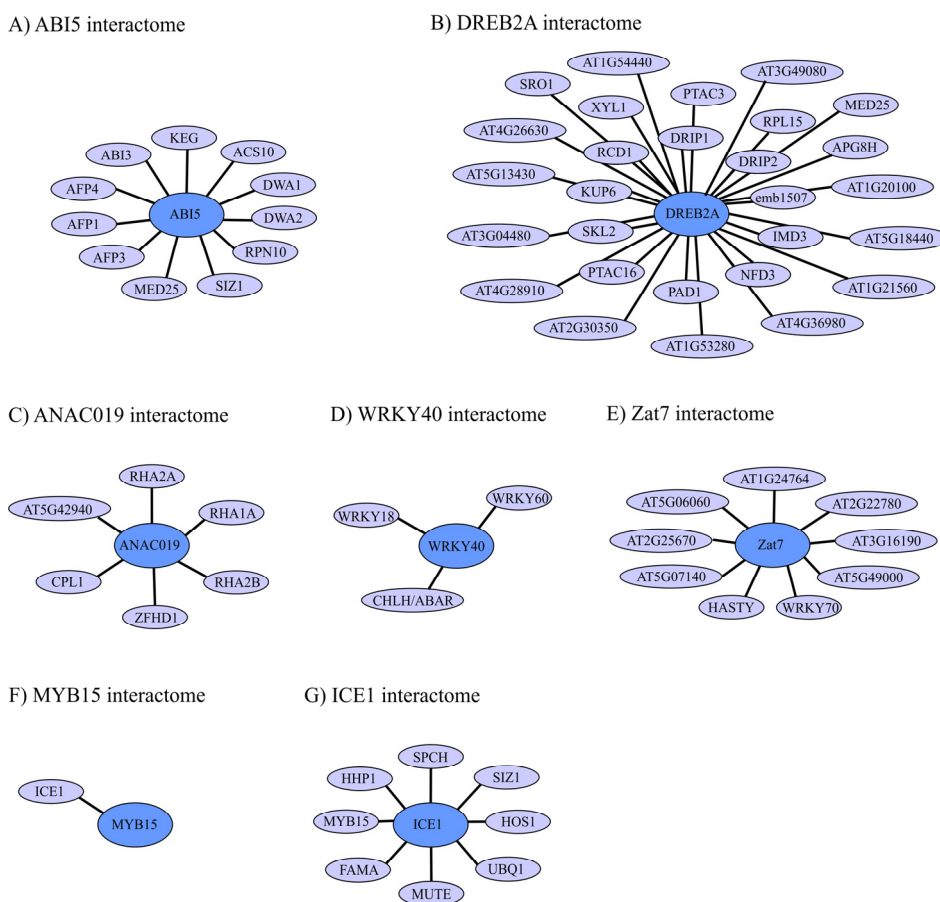 A) ABI5 interactome
B) DREB2A interactome
KEG
ABI3
ACS10
AFP4
DWA1
AFP1
ABI5
DWA2
AFP3
RPN10
MED25
SIZ1
AT1G54440
AT3G49080
SRO1
PTAC3
XYL1
MED25
RPL15
AT4G26630
DRIP1
RCD1
DRIP2
APG8H
AT5G13430
KUP6
emb1507
AT1G20100
DREB2A
AT3G04480
SKL2
IMD3
AT5G18440
PTAC16
NFD3
AT4G28910
PAD1
AT1G21560
AT2G30350
AT4G36980
AT1G53280
C) ANAC019 interactome
D) WRKY40 interactome
E) Zat7 interactome
RHA2A
AT5G42940
RHA1A
ANAC019
CPL1
RHA2B
ZFHD1
WRKY60
WRKY18
WRKY40
CHLH/ABAR
AT1G24764
AT5G06060
AT2G22780
AT2G25670
Zat7
AT3G16190
AT5G07140
AT5G49000
HASTY
WRKY70
F) MYB15 interactome
G) ICE1 interactome
ICE1
MYB15
SPCH
HHP1
SIZ1
MYB15
ICE1
HOS1
FAMA
UBQ1
MUTE